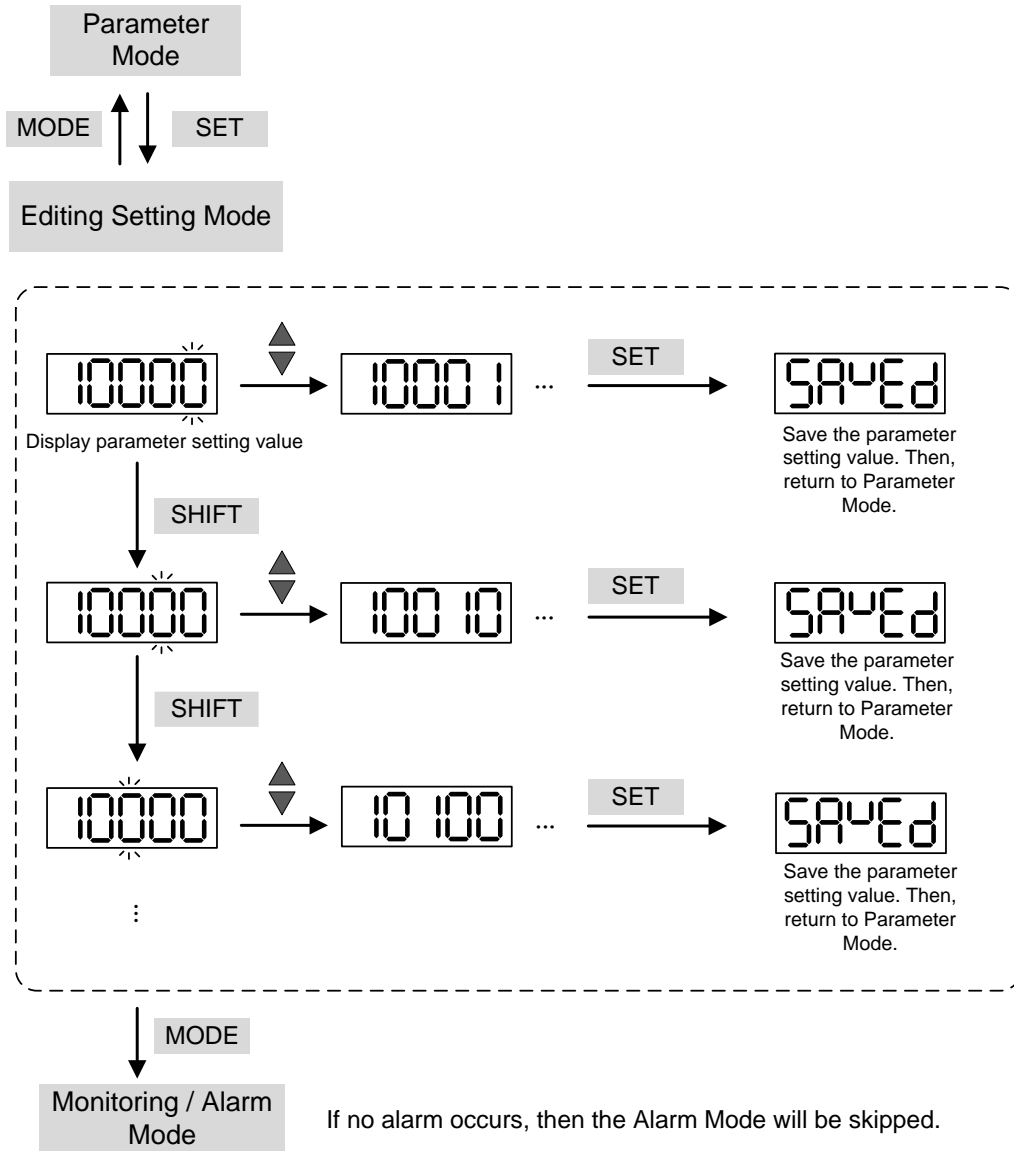 Parameter
Mode
MODE
SET
Editing Setting Mode
10000
10001
...
SET
SAVEd
Display parameter setting value
Save the parameter
setting value. Then,
return to Parameter
Mode.
SHIFT
10000
10010
...
SET
SAVEd
Save the parameter
setting value. Then,
return to Parameter
Mode.
SHIFT
10000
10100
...
SET
SAVEd
Save the parameter
setting value. Then,
return to Parameter
Mode.
...
MODE
Monitoring / Alarm
Mode
If no alarm occurs, then the Alarm Mode will be skipped.